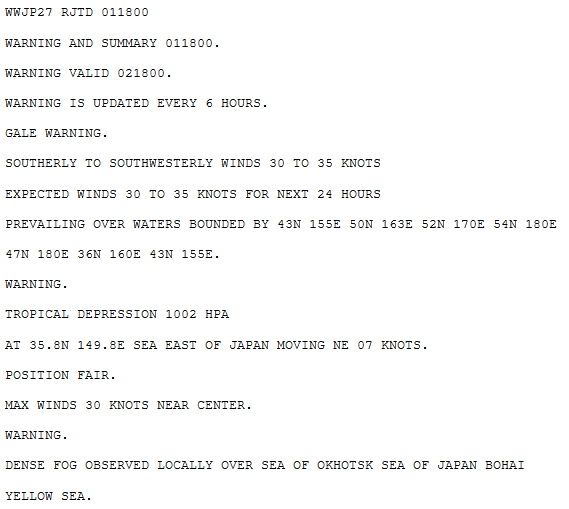 WWJP27 RJTD 011800
WARNING AND SUMMARY 011800.
WARNING VALID 021800.
WARNING IS UPDATED EVERY 6 HOURS.
GALE WARNING.
SOUTHERLY TO SOUTHWESTERLY WINDS 30 TO 35 KNOTS
EXPECTED WINDS 30 TO 35 KNOTS FOR NEXT 24 HOURS
PREVAILING OVER WATERS BOUNDED BY 43N 155E 50N 163E 52N 170E 54N 180E
47N 180E 36N 160E 43N 155E.
WARNING.
TROPICAL DEPRESSION 1002 HPA
AT 35.8N 149.8E SEA EAST OF JAPAN MOVING NE 07 KNOTS.
POSITION FAIR.
MAX WINDS 30 KNOTS NEAR CENTER.
WARNING.
DENSE FOG OBSERVED LOCALLY OVER SEA OF OKHOTSK SEA OF JAPAN BOHAI
YELLOW SEA.